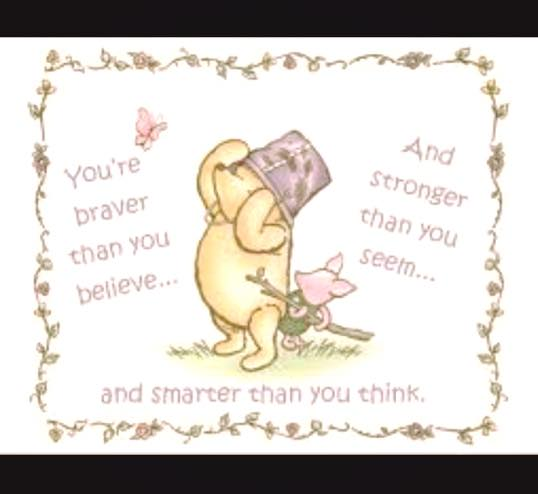 You're
braver
than you
believe...
And
stronger
than you
seem...
and smarter than you think.